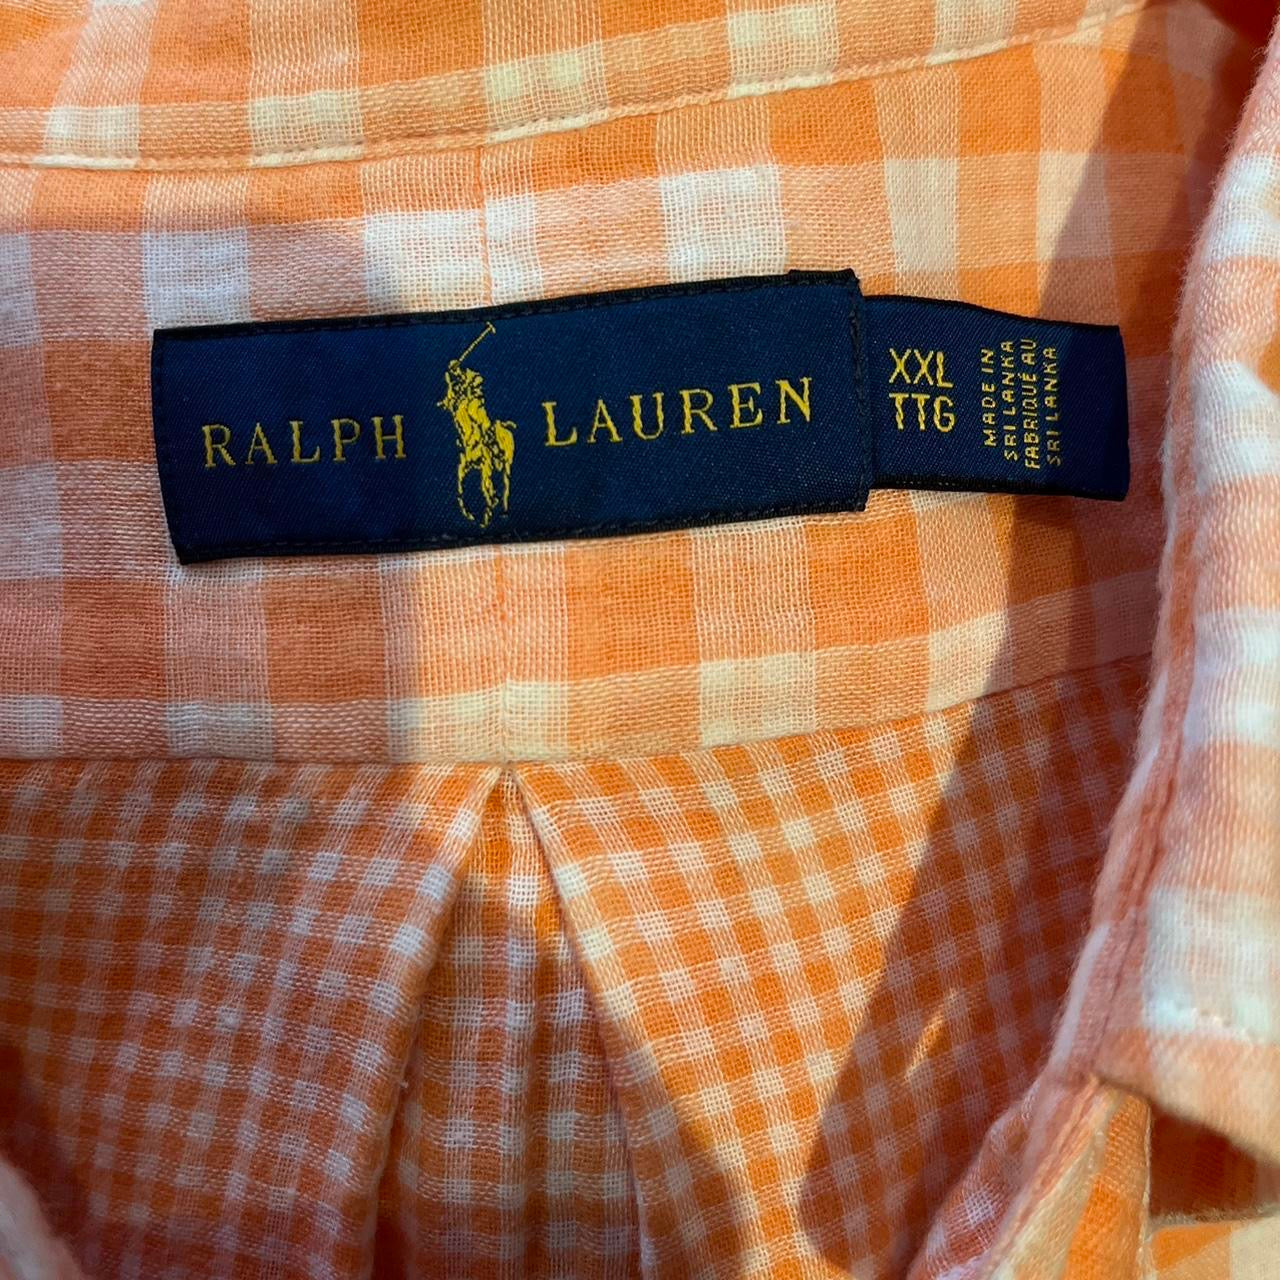 RALPH LAUREN
XXL
TTG
MADE IN
SRI LANKA
FABRIQUÉ AU
SRI LANKA